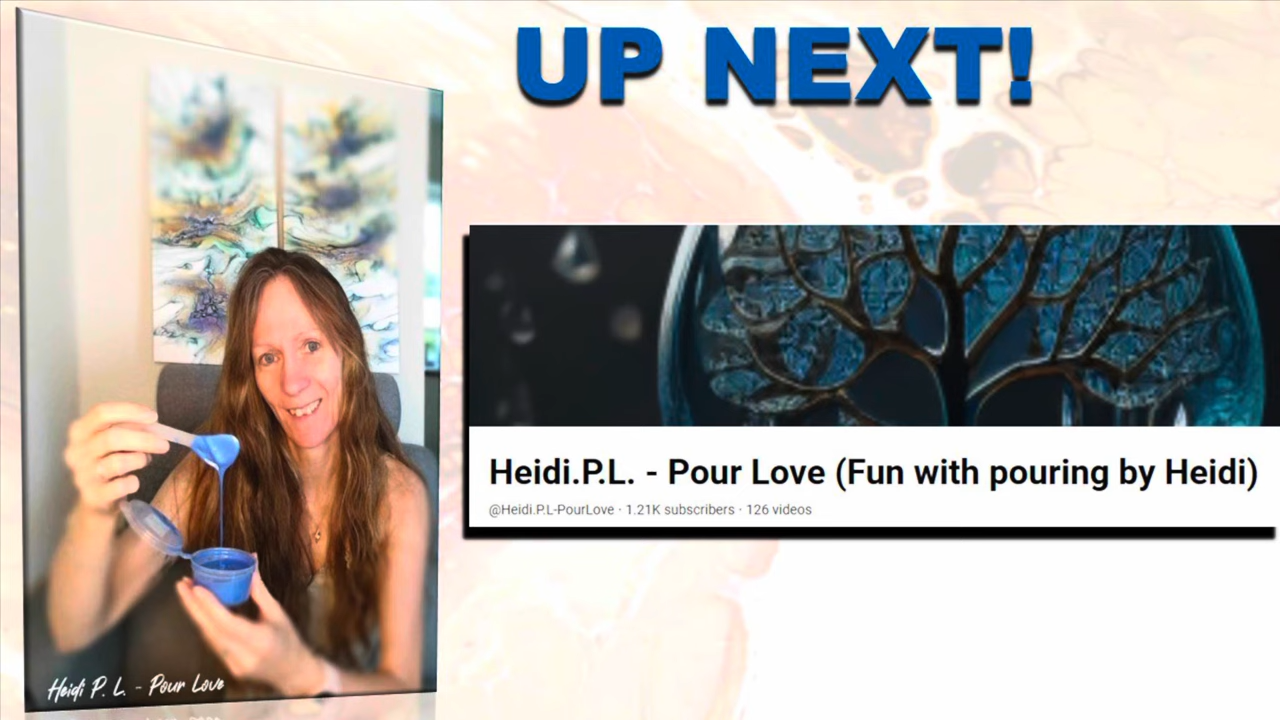 UP NEXT!
Heidi.P.L. - Pour Love (Fun with pouring by Heidi)
@Heidi.P.L-PourLove · 1.21K subscribers · 126 videos
Heidi P. L. - Pour Love